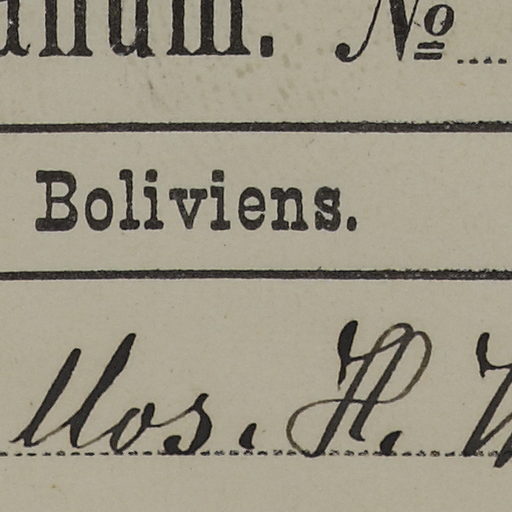 anum. №
Boliviens.
llos. H. W